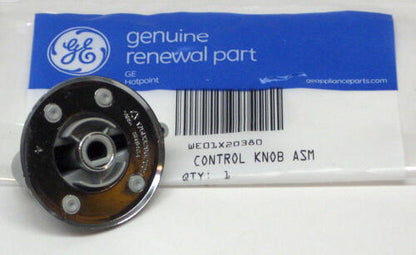 GE
genuine
renewal part
GE
Hotpoint
geapplianceparts.com
WE01X20380
CONTROL KNOB ASM
QTY: 1